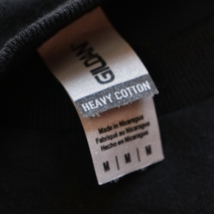 GILDAN
HEAVY COTTON
Made in Nicaragua
Fabriqué au Nicaragua
Hecho en Nicaragua
M | M | M